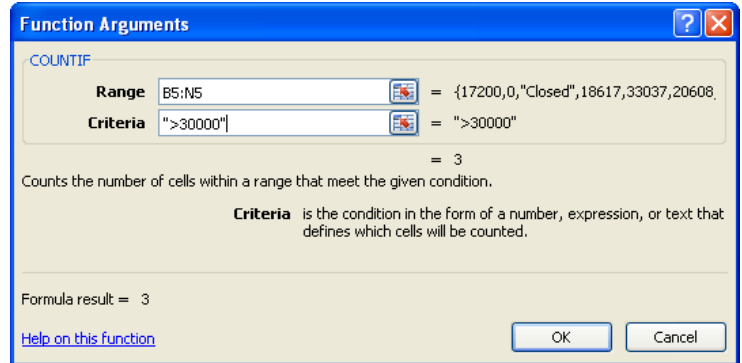 Function Arguments
COUNTIF
Range B5:N5 = {17200,0,"Closed",18617,33037,20608,
Criteria ">30000" = ">30000"
= 3
Counts the number of cells within a range that meet the given condition.
Criteria is the condition in the form of a number, expression, or text that
defines which cells will be counted.
Formula result = 3
Help on this function
OK Cancel